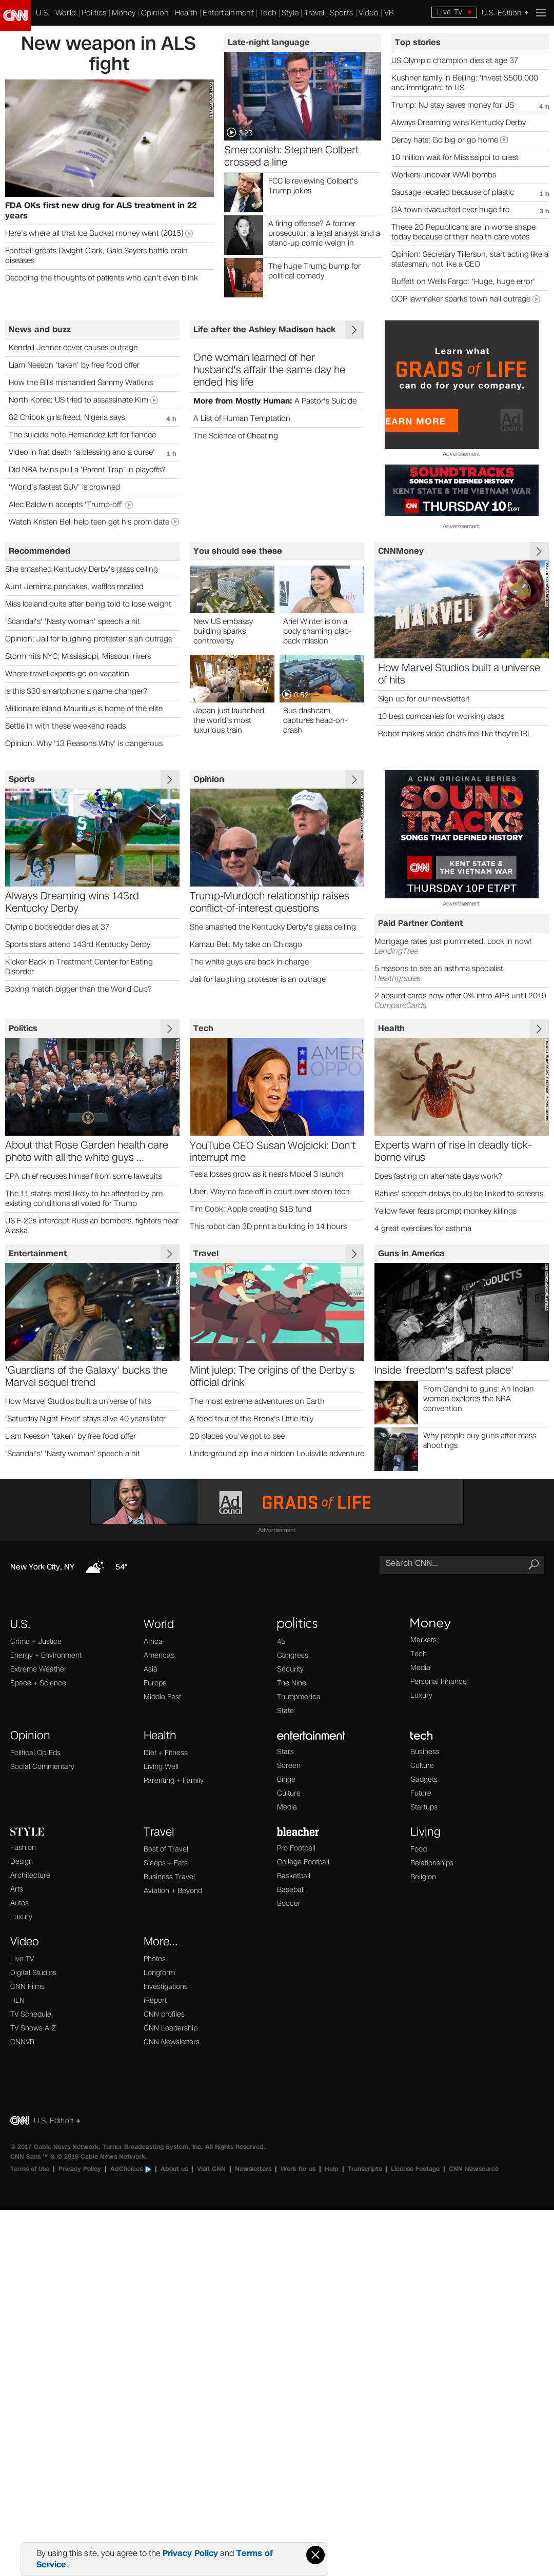 CNN
U.S. World Politics Money Opinion Health Entertainment Tech Style Travel Sports Video VR
Live TV
U.S. Edition +
New weapon in ALS fight
FDA OKs first new drug for ALS treatment in 22 years
Here's where all that Ice Bucket money went (2015)
Football greats Dwight Clark, Gale Sayers battle brain diseases
Decoding the thoughts of patients who can't even blink
Late-night language
3:23
Smerconish: Stephen Colbert crossed a line
FCC is reviewing Colbert's Trump jokes
A firing offense? A former prosecutor, a legal analyst and a stand-up comic weigh in
The huge Trump bump for political comedy
Top stories
US Olympic champion dies at age 37
Kushner family in Beijing: 'Invest $500,000 and immigrate' to US
Trump: NJ stay saves money for US 4 h
Always Dreaming wins Kentucky Derby
Derby hats: Go big or go home
10 million wait for Mississippi to crest
Workers uncover WWII bombs
Sausage recalled because of plastic 1 h
GA town evacuated over huge fire 3 h
These 20 Republicans are in worse shape today because of their health care votes
Opinion: Secretary Tillerson, start acting like a statesman, not like a CEO
Buffett on Wells Fargo: 'Huge, huge error'
GOP lawmaker sparks town hall outrage
News and buzz
Kendall Jenner cover causes outrage
Liam Neeson 'taken' by free food offer
How the Bills mishandled Sammy Watkins
North Korea: US tried to assassinate Kim
82 Chibok girls freed, Nigeria says 4 h
The suicide note Hernandez left for fiancee
Video in frat death 'a blessing and a curse' 1 h
Did NBA twins pull a 'Parent Trap' in playoffs?
'World's fastest SUV' is crowned
Alec Baldwin accepts 'Trump-off'
Watch Kristen Bell help teen get his prom date
Life after the Ashley Madison hack
One woman learned of her husband's affair the same day he ended his life
More from Mostly Human: A Pastor's Suicide
A List of Human Temptation
The Science of Cheating
Learn what
GRADS of LIFE
can do for your company.
EARN MORE
Ad Council
Advertisement
SOUNDTRACKS
SONGS THAT DEFINED HISTORY
KENT STATE & THE VIETNAM WAR
CNN THURSDAY 10P ET/PT
Advertisement
Recommended
She smashed Kentucky Derby's glass ceiling
Aunt Jemima pancakes, waffles recalled
Miss Iceland quits after being told to lose weight
'Scandal's' 'Nasty woman' speech a hit
Opinion: Jail for laughing protester is an outrage
Storm hits NYC; Mississippi, Missouri rivers
Where travel experts go on vacation
Is this $30 smartphone a game changer?
Millionaire island Mauritius is home of the elite
Settle in with these weekend reads
Opinion: Why '13 Reasons Why' is dangerous
You should see these
New US embassy building sparks controversy
Ariel Winter is on a body shaming clap-back mission
Japan just launched the world's most luxurious train
0:52
Bus dashcam captures head-on-crash
CNNMoney
MARVEL
How Marvel Studios built a universe of hits
Sign up for our newsletter!
10 best companies for working dads
Robot makes video chats feel like they're IRL
Sports
Always Dreaming wins 143rd Kentucky Derby
Olympic bobsledder dies at 37
Sports stars attend 143rd Kentucky Derby
Kicker Back in Treatment Center for Eating Disorder
Boxing match bigger than the World Cup?
Opinion
Trump-Murdoch relationship raises conflict-of-interest questions
She smashed the Kentucky Derby's glass ceiling
Kamau Bell: My take on Chicago
The white guys are back in charge
Jail for laughing protester is an outrage
A CNN ORIGINAL SERIES
SOUND TRACKS
SONGS THAT DEFINED HISTORY
CNN KENT STATE & THE VIETNAM WAR
THURSDAY 10P ET/PT
Advertisement
Paid Partner Content
Mortgage rates just plummeted. Lock in now!
LendingTree
5 reasons to see an asthma specialist
Healthgrades
2 absurd cards now offer 0% intro APR until 2019
CompareCards
Politics
About that Rose Garden health care photo with all the white guys ...
EPA chief recuses himself from some lawsuits
The 11 states most likely to be affected by pre-existing conditions all voted for Trump
US F-22s intercept Russian bombers, fighters near Alaska
Tech
YouTube CEO Susan Wojcicki: Don't interrupt me
Tesla losses grow as it nears Model 3 launch
Uber, Waymo face off in court over stolen tech
Tim Cook: Apple creating $1B fund
This robot can 3D print a building in 14 hours
Health
Experts warn of rise in deadly tick-borne virus
Does fasting on alternate days work?
Babies' speech delays could be linked to screens
Yellow fever fears prompt monkey killings
4 great exercises for asthma
Entertainment
'Guardians of the Galaxy' bucks the Marvel sequel trend
How Marvel Studios built a universe of hits
'Saturday Night Fever' stays alive 40 years later
Liam Neeson 'taken' by free food offer
'Scandal's' 'Nasty woman' speech a hit
Travel
Mint julep: The origins of the Derby's official drink
The most extreme adventures on Earth
A food tour of the Bronx's Little Italy
20 places you've got to see
Underground zip line a hidden Louisville adventure
Guns in America
Inside 'freedom's safest place'
From Gandhi to guns: An Indian woman explores the NRA convention
Why people buy guns after mass shootings
Ad Council
GRADS of LIFE
Advertisement
New York City, NY 54°
Search CNN...
U.S.
Crime + Justice
Energy + Environment
Extreme Weather
Space + Science
World
Africa
Americas
Asia
Europe
Middle East
politics
45
Congress
Security
The Nine
Trumpmerica
State
Money
Markets
Tech
Media
Personal Finance
Luxury
Opinion
Political Op-Eds
Social Commentary
Health
Diet + Fitness
Living Well
Parenting + Family
entertainment
Stars
Screen
Binge
Culture
Media
tech
Business
Culture
Gadgets
Future
Startups
STYLE
Fashion
Design
Architecture
Arts
Autos
Luxury
Travel
Best of Travel
Sleeps + Eats
Business Travel
Aviation + Beyond
bleacher
Pro Football
College Football
Basketball
Baseball
Soccer
Living
Food
Relationships
Religion
Video
Live TV
Digital Studios
CNN Films
HLN
TV Schedule
TV Shows A-Z
CNNVR
More...
Photos
Longform
Investigations
iReport
CNN profiles
CNN Leadership
CNN Newsletters
CNN U.S. Edition +
© 2017 Cable News Network. Turner Broadcasting System, Inc. All Rights Reserved.
CNN Sans ™ & © 2016 Cable News Network.
Terms of Use | Privacy Policy | AdChoices | About us | Visit CNN | Newsletters | Work for us | Help | Transcripts | License Footage | CNN Newsource
By using this site, you agree to the Privacy Policy and Terms of Service.